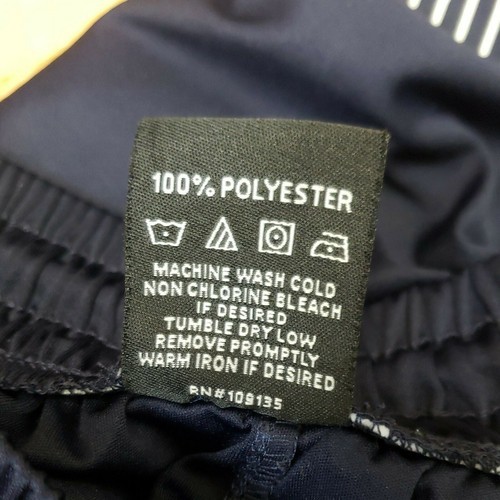 100% POLYESTER
MACHINE WASH COLD
NON CHLORINE BLEACH
IF DESIRED
TUMBLE DRY LOW
REMOVE PROMPTLY
WARM IRON IF DESIRED
RN#109135